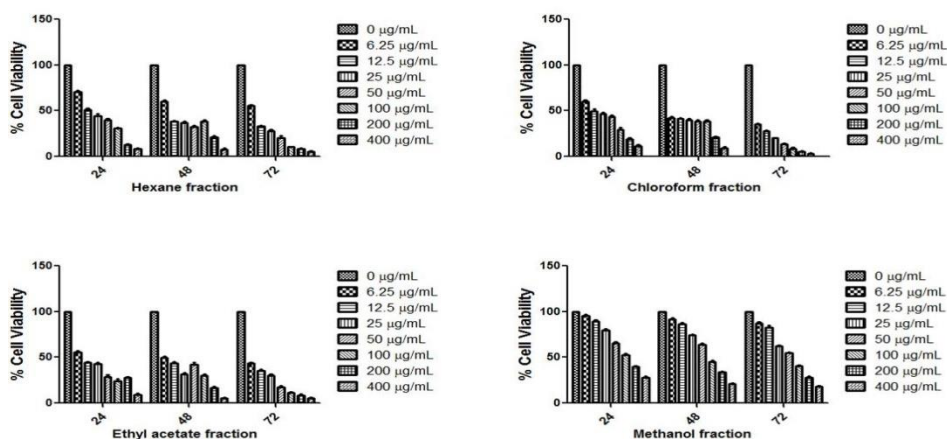 150
100
50
0
% Cell Viability
24
48
72
Hexane fraction
0 μg/mL
6.25 μg/mL
12.5 μg/mL
25 μg/mL
50 μg/mL
100 μg/mL
200 μg/mL
400 μg/mL
150
100
50
0
% Cell Viability
24
48
72
Chloroform fraction
0 μg/mL
6.25 μg/mL
12.5 μg/mL
25 μg/mL
50 μg/mL
100 μg/mL
200 μg/mL
400 μg/mL
150
100
50
0
% Cell Viability
24
48
72
Ethyl acetate fraction
0 μg/mL
6.25 μg/mL
12.5 μg/mL
25 μg/mL
50 μg/mL
100 μg/mL
200 μg/mL
400 μg/mL
150
100
50
0
% Cell Viability
24
48
72
Methanol fraction
0 μg/mL
6.25 μg/mL
12.5 μg/mL
25 μg/mL
50 μg/mL
100 μg/mL
200 μg/mL
400 μg/mL